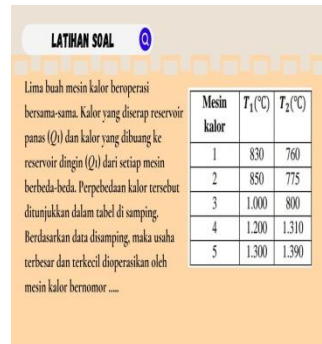 LATIHAN SOAL
Lima buah mesin kalor beroperasi
bersama-sama. Kalor yang diserap reservoir
panas (Q₁) dan kalor yang dibuang ke
reservoir dingin (Q₁) dari setiap mesin
berbeda-beda. Perpebedaan kalor tersebut
ditunjukkan dalam tabel di samping.
Berdasarkan data disamping, maka usaha
terbesar dan terkecil dioperasikan oleh
mesin kalor bernomor .....
Mesin kalor T₁(°C) T₂(°C)
1 830 760
2 850 775
3 1.000 800
4 1.200 1.310
5 1.300 1.390